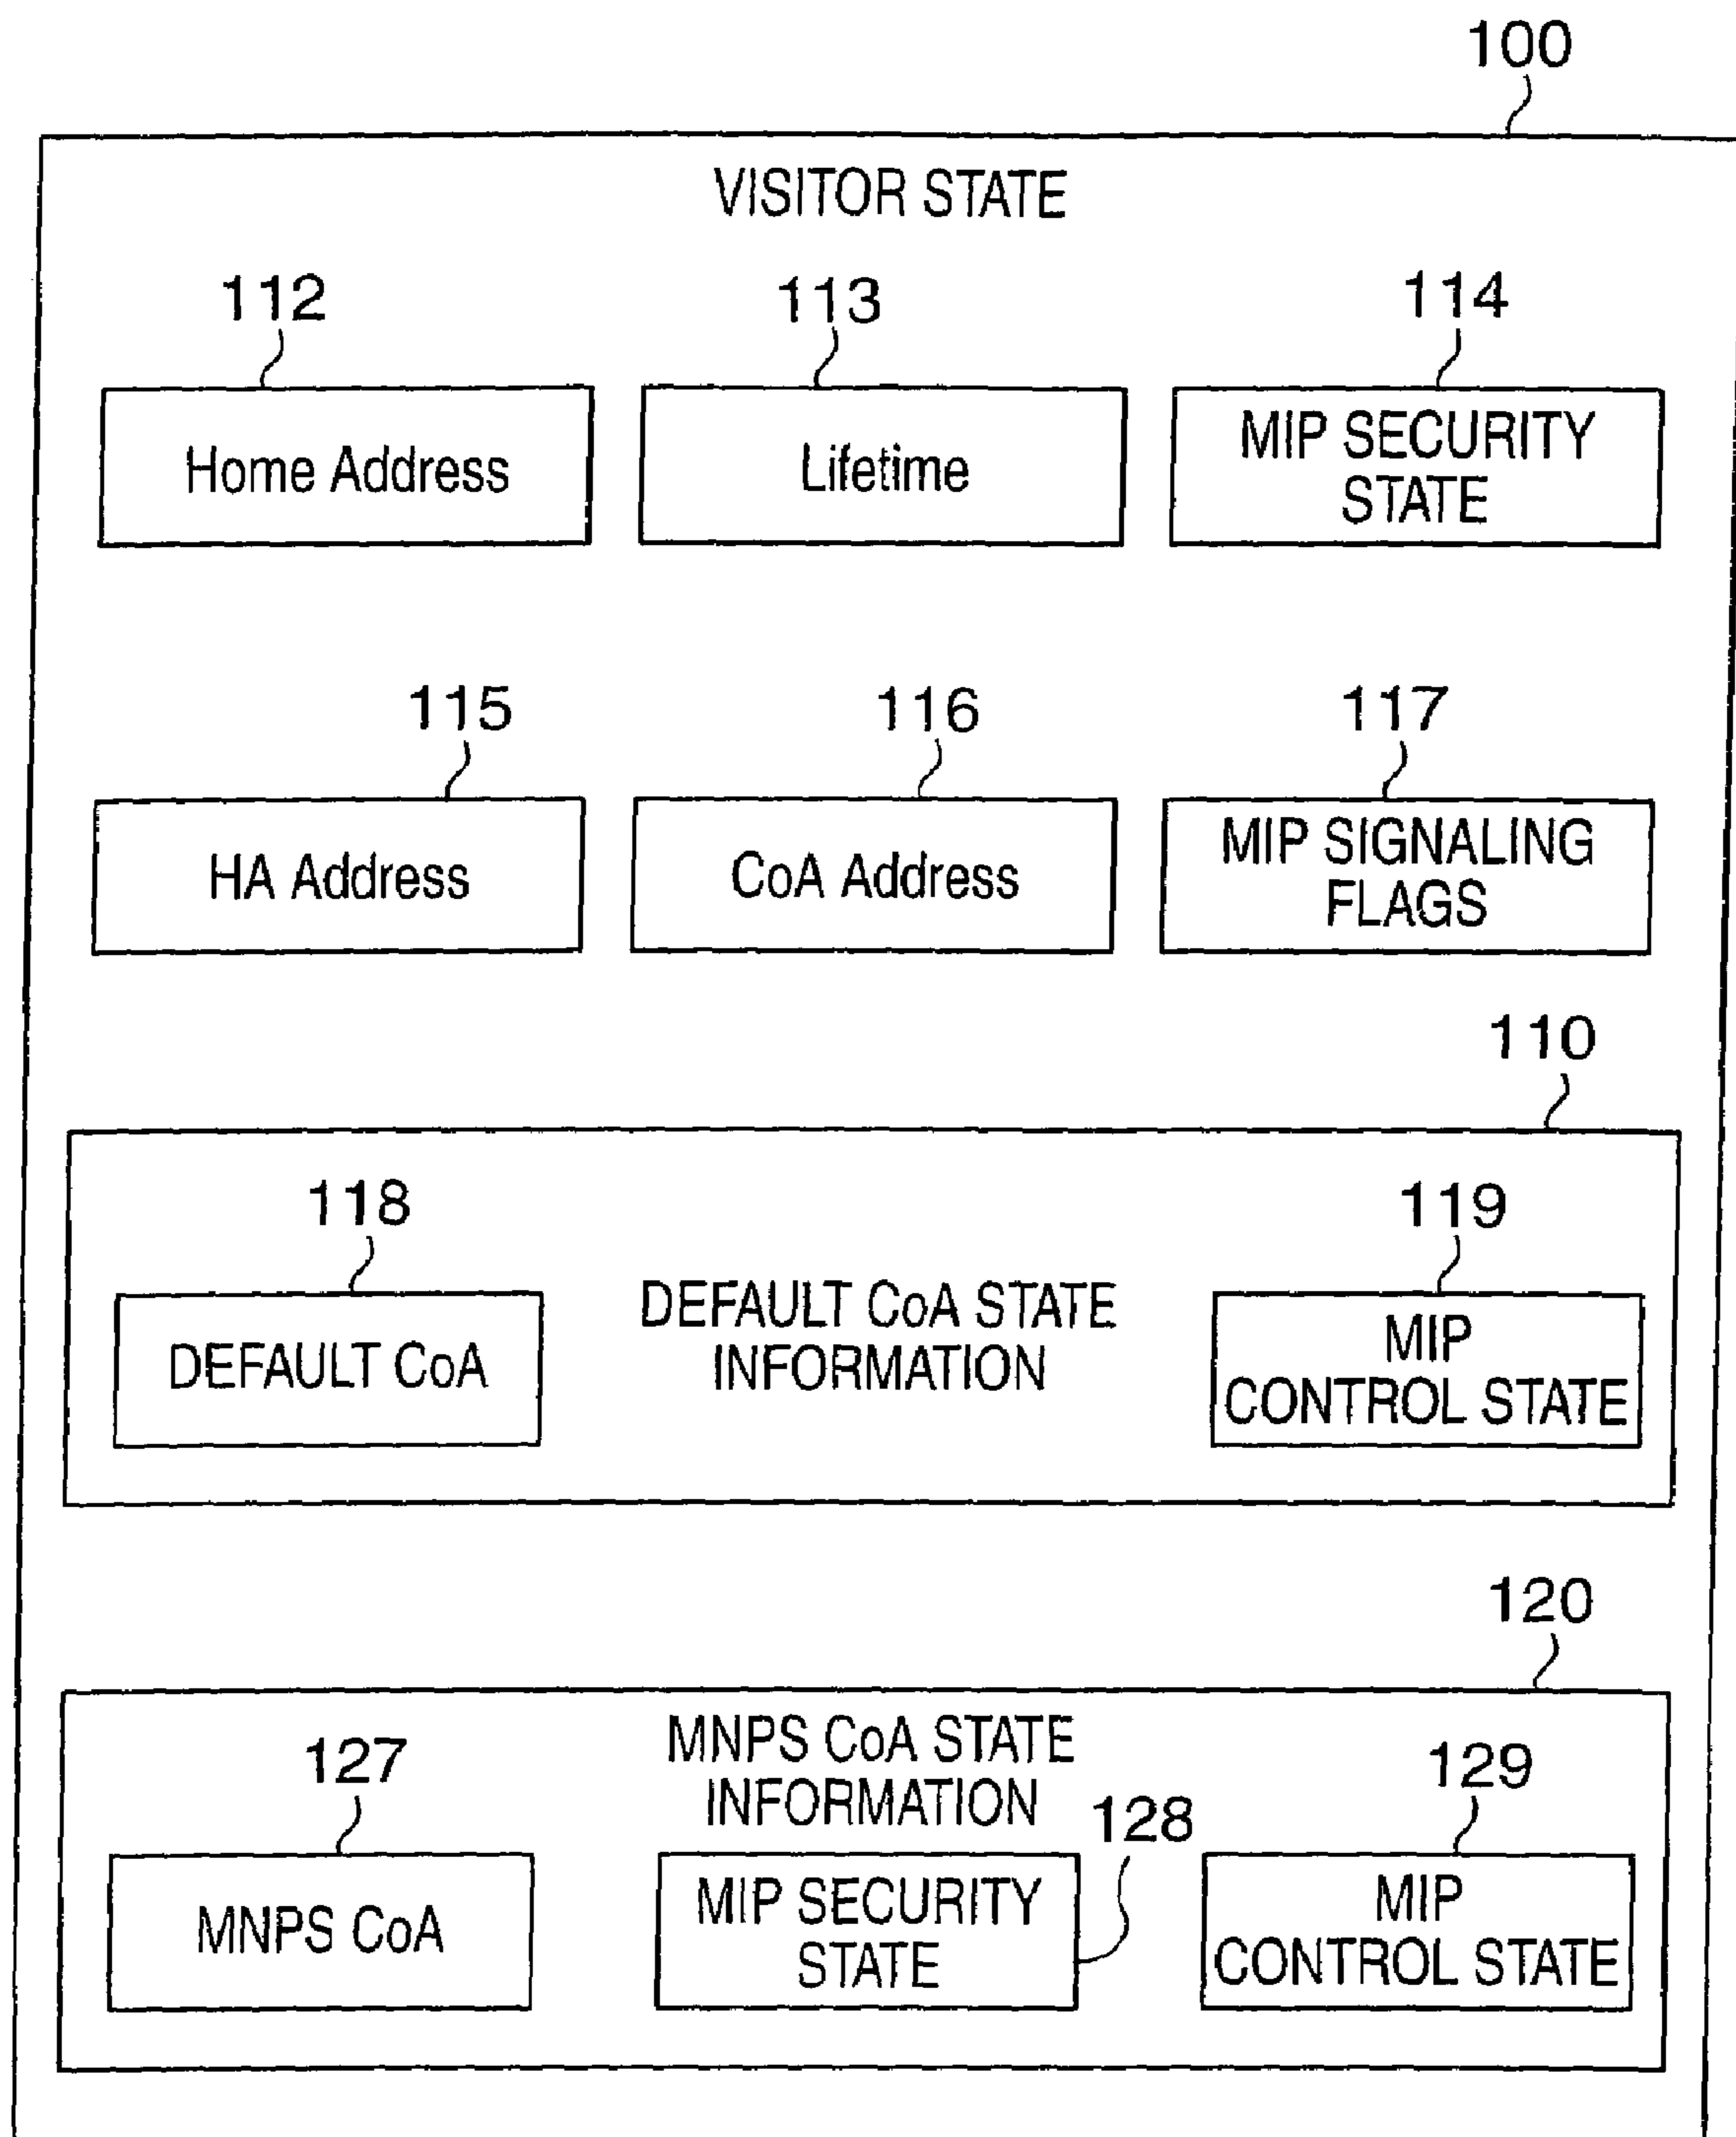 100
VISITOR STATE
112
113
114
Home Address
Lifetime
MIP SECURITY
STATE
115
116
117
HA Address
CoA Address
MIP SIGNALING
FLAGS
110
118
119
DEFAULT CoA
DEFAULT CoA STATE
INFORMATION
MIP
CONTROL STATE
120
MNPS CoA STATE
INFORMATION
127
128
129
MNPS CoA
MIP SECURITY
STATE
MIP
CONTROL STATE